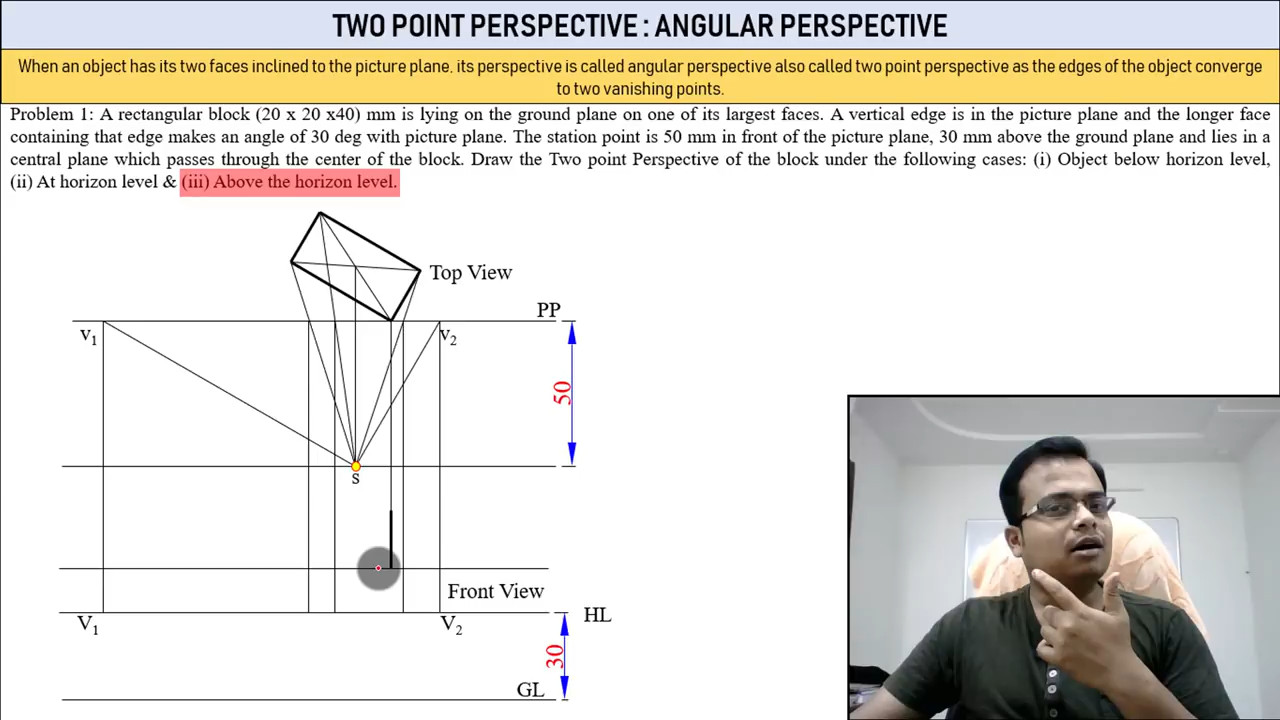 TWO POINT PERSPECTIVE : ANGULAR PERSPECTIVE
When an object has its two faces inclined to the picture plane, its perspective is called angular perspective also called two point perspective as the edges of the object converge
to two vanishing points.
Problem 1: A rectangular block (20 x 20 x40) mm is lying on the ground plane on one of its largest faces. A vertical edge is in the picture plane and the longer face
containing that edge makes an angle of 30 deg with picture plane. The station point is 50 mm in front of the picture plane, 30 mm above the ground plane and lies in a
central plane which passes through the center of the block. Draw the Two point Perspective of the block under the following cases: (i) Object below horizon level,
(ii) At horizon level & (iii) Above the horizon level.
Top View
PP
v1
v2
50
s
Front View
V1
V2
HL
30
GL